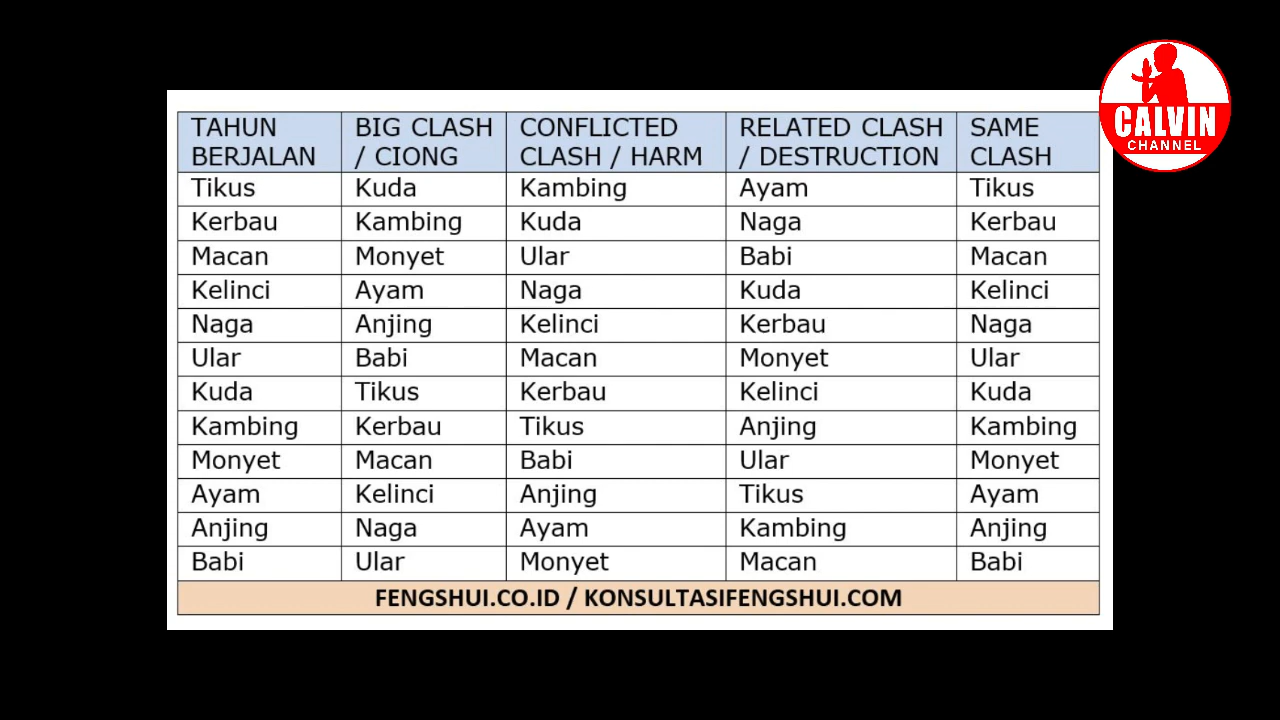 TAHUN BERJALAN BIG CLASH / CIONG CONFLICTED CLASH / HARM RELATED CLASH / DESTRUCTION SAME CLASH
Tikus Kuda Kambing Ayam Tikus
Kerbau Kambing Kuda Naga Kerbau
Macan Monyet Ular Babi Macan
Kelinci Ayam Naga Kuda Kelinci
Naga Anjing Kelinci Kerbau Naga
Ular Babi Macan Monyet Ular
Kuda Tikus Kerbau Kelinci Kuda
Kambing Kerbau Tikus Anjing Kambing
Monyet Macan Babi Ular Monyet
Ayam Kelinci Anjing Tikus Ayam
Anjing Naga Ayam Kambing Anjing
Babi Ular Monyet Macan Babi
FENGSHUI.CO.ID / KONSULTASIFENGSHUI.COM
CALVIN
CHANNEL